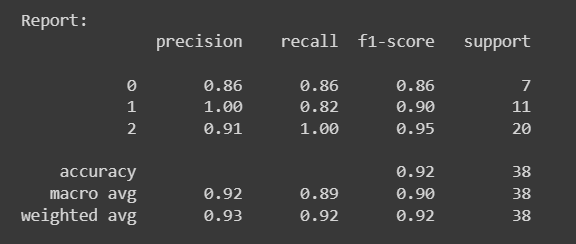 Report:
precision recall f1-score support
0 0.86 0.86 0.86 7
1 1.00 0.82 0.90 11
2 0.91 1.00 0.95 20
accuracy 0.92 38
macro avg 0.92 0.89 0.90 38
weighted avg 0.93 0.92 0.92 38